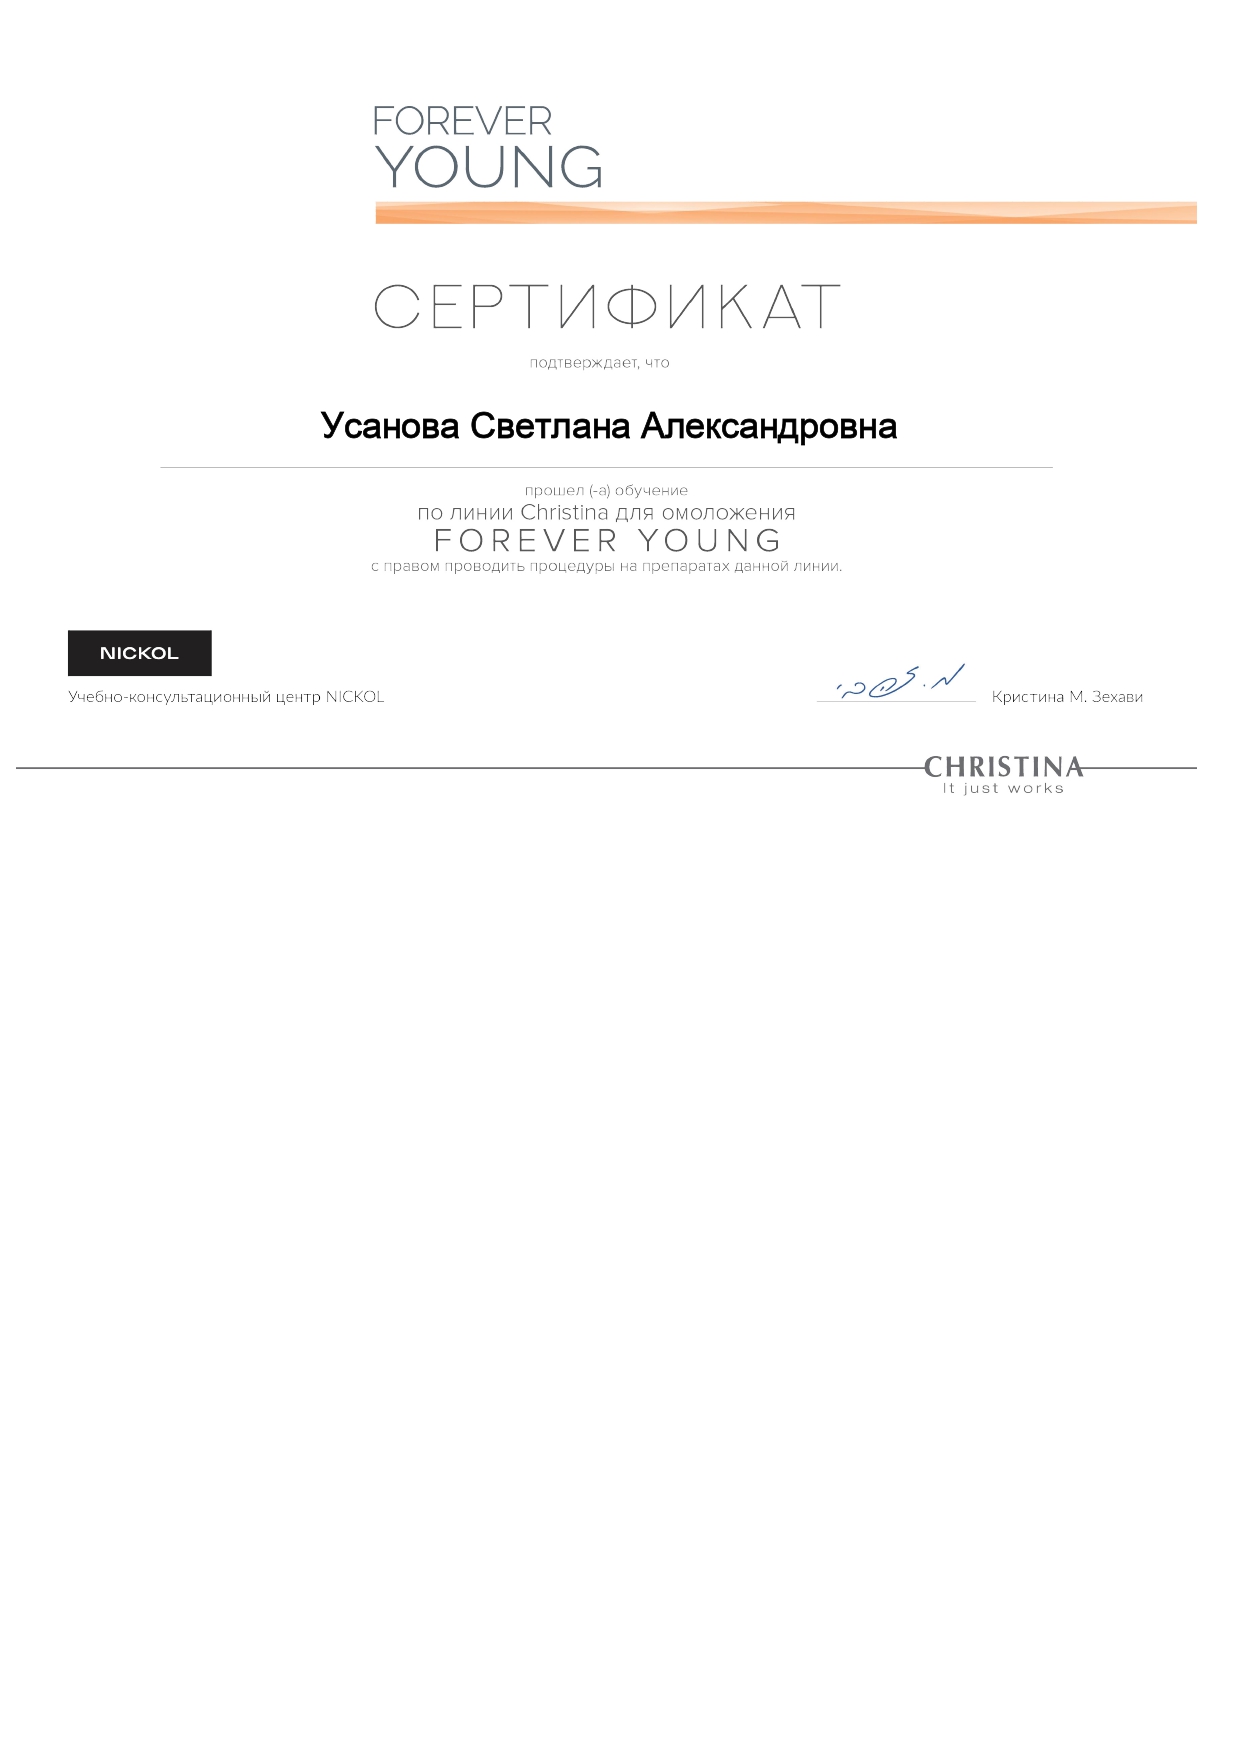 FOREVER
YOUNG
СЕРТИФИКАТ
подтверждает, что
Усанова Светлана Александровна
прошел (-а) обучение
по линии Christina для омоложения
FOREVER YOUNG
с правом проводить процедуры на препаратах данной линии.
NICKOL
Учебно-консультационный центр NICKOL
Кристина М. Зехави
CHRISTINA
It just works